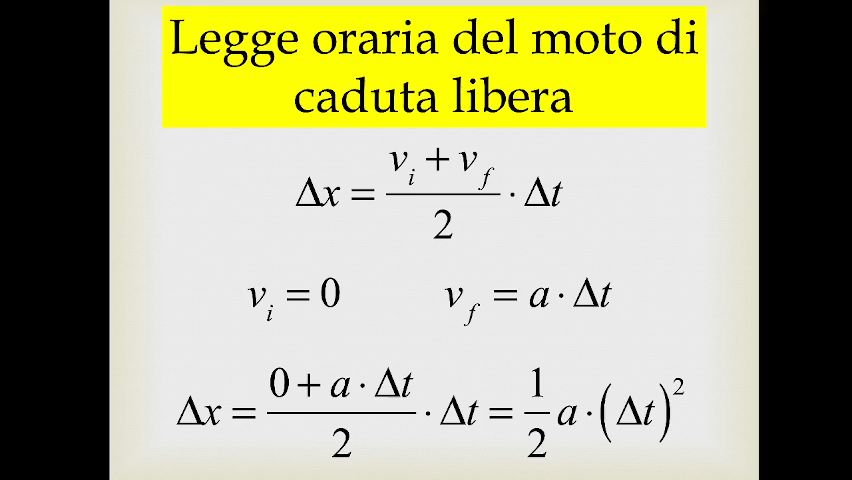 Legge oraria del moto di
caduta libera
Δx = (v_i + v_f)/2 · Δt
v_i = 0    v_f = a · Δt
Δx = (0 + a · Δt)/2 · Δt = 1/2 a · (Δt)²